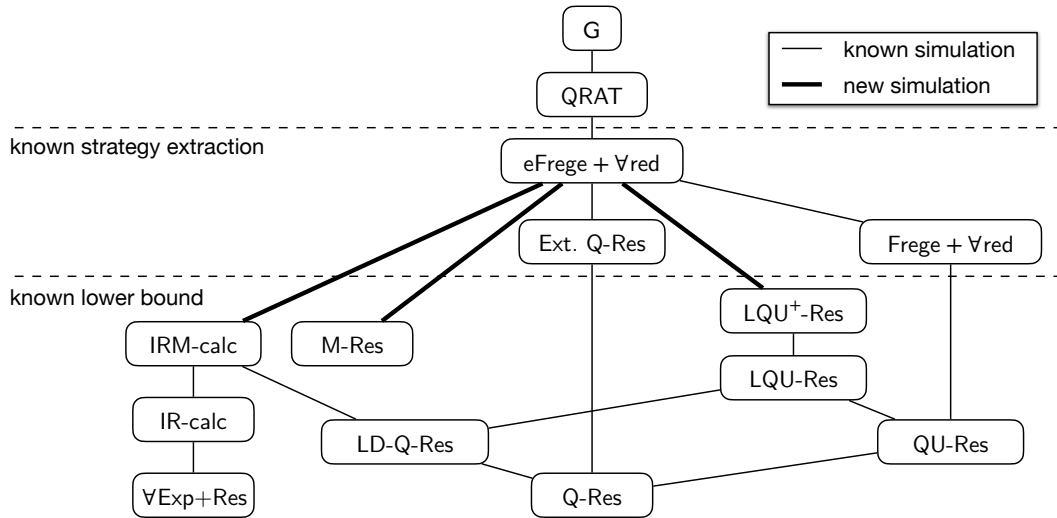 G
known simulation
new simulation
QRAT
known strategy extraction
eFrege + ∀red
Ext. Q-Res
Frege + ∀red
known lower bound
LQU⁺-Res
IRM-calc
M-Res
LQU-Res
IR-calc
LD-Q-Res
QU-Res
∀Exp+Res
Q-Res